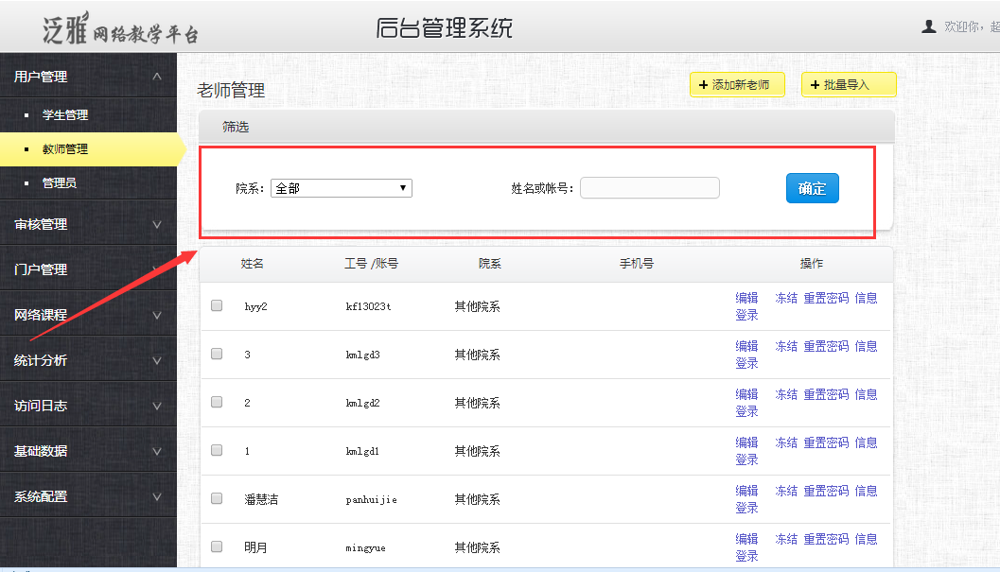 泛雅 网络教学平台
后台管理系统
欢迎你，超
用户管理
学生管理
教师管理
管理员
审核管理
门户管理
网络课程
统计分析
访问日志
基础数据
系统配置
老师管理
+ 添加新老师
+ 批量导入
筛选
院系： 全部 姓名或帐号： 确定
姓名 工号 /账号 院系 手机号 操作
hyy2 kf13023t 其他院系 编辑 冻结 重置密码 信息
登录
3 kmlgd3 其他院系 编辑 冻结 重置密码 信息
登录
2 kmlgd2 其他院系 编辑 冻结 重置密码 信息
登录
1 kmlgd1 其他院系 编辑 冻结 重置密码 信息
登录
潘慧洁 panhuijie 其他院系 编辑 冻结 重置密码 信息
登录
明月 mingyue 其他院系 编辑 冻结 重置密码 信息
登录